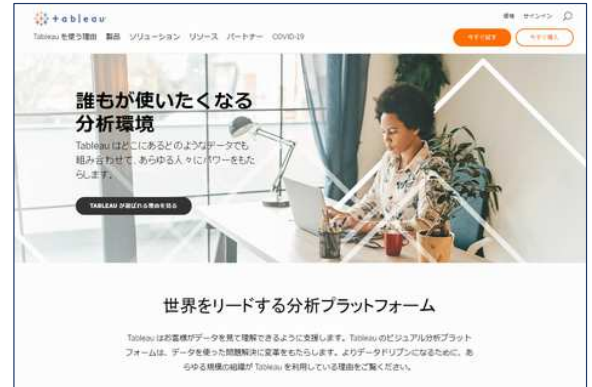 +ableau
サインイン
Tableau を使う理由 製品 ソリューション リソース パートナー COVID-19
今すぐ試す 今すぐ購入
誰もが使いたくなる
分析環境
Tableau はどこにあるどのようなデータでも
組み合わせて、あらゆる人々にパワーをもた
らします。
TABLEAU が選ばれる理由を見る
世界をリードする分析プラットフォーム
Tableau はお客様がデータを見て理解できるように支援します。Tableau のビジュアル分析プラット
フォームは、データを使った問題解決に変革をもたらします。よりデータドリブンになるために、あ
らゆる規模の組織が Tableau を利用している理由をご覧ください。